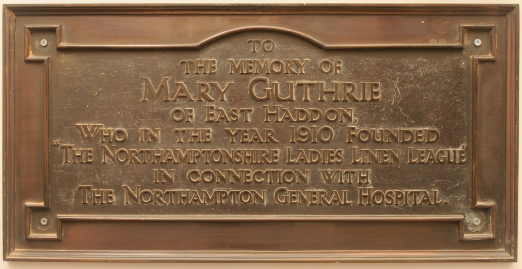 TO
THE MEMORY OF
MARY GUTHRIE
OF EAST HADDON,
WHO IN THE YEAR 1910 FOUNDED
"THE NORTHAMPTONSHIRE LADIES LINEN LEAGUE"
IN CONNECTION WITH
THE NORTHAMPTON GENERAL HOSPITAL.